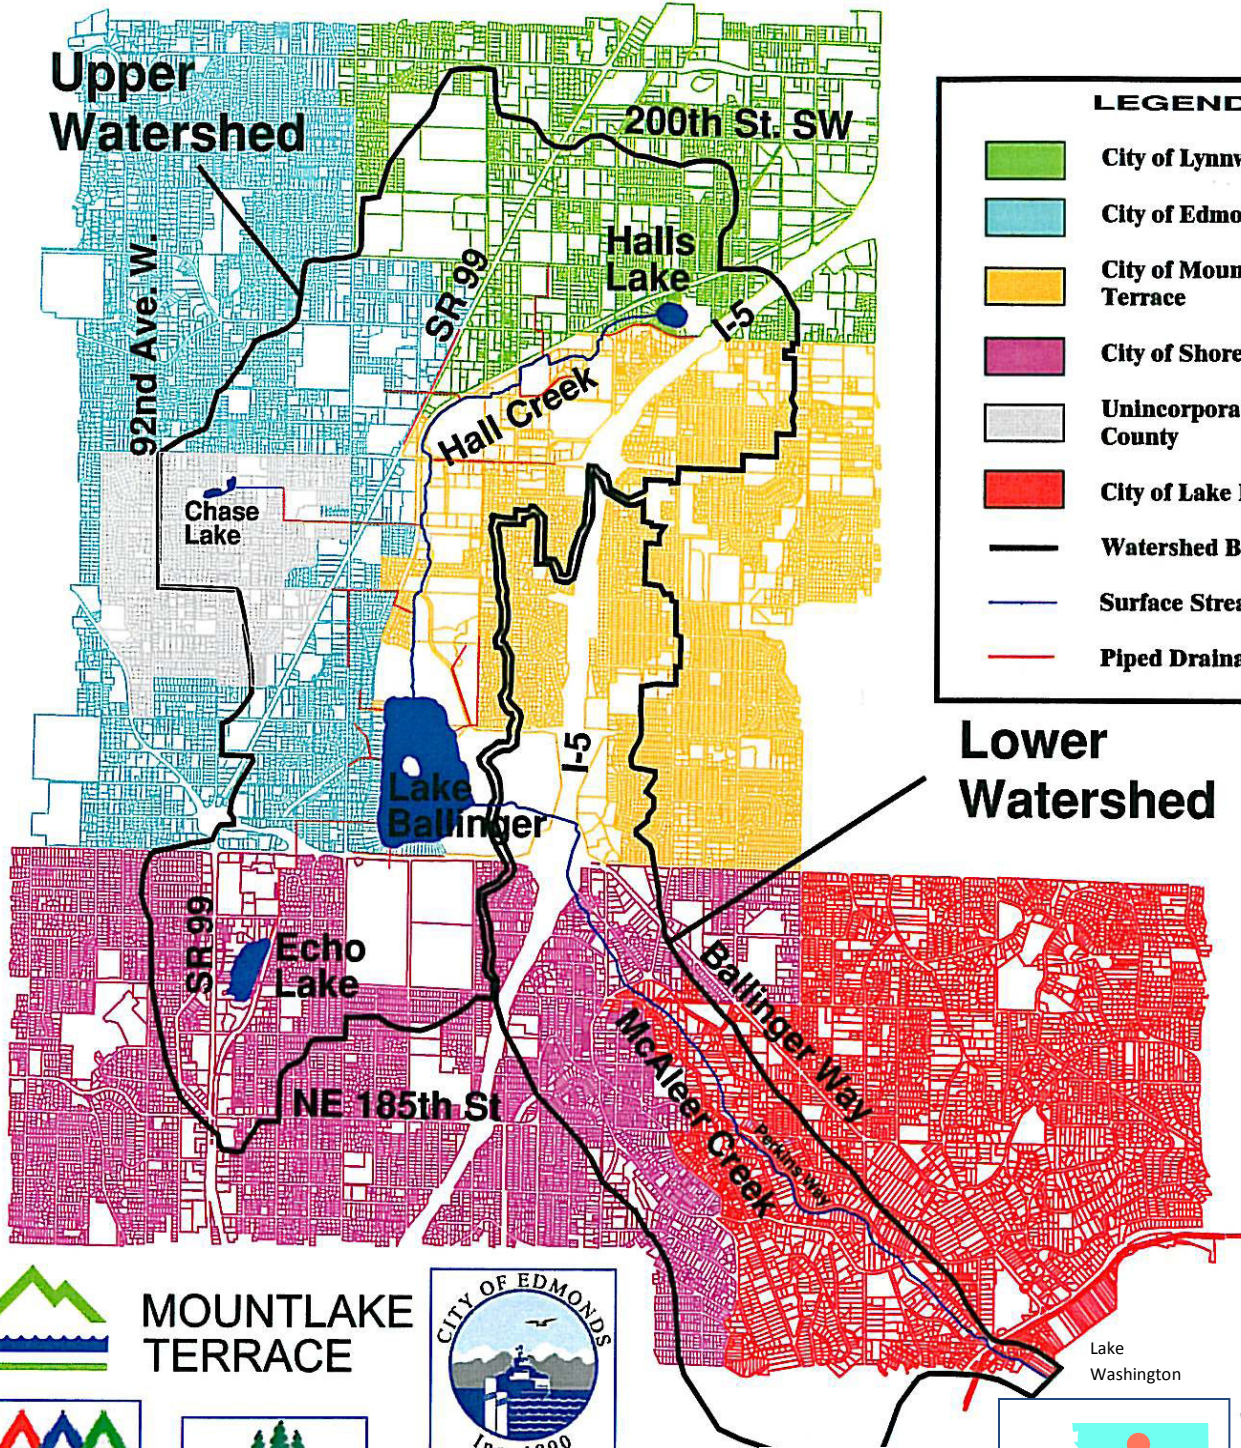 Upper
Watershed
200th St. SW
LEGEND
City of Lynnw
City of Edmo
City of Moun
Terrace
City of Shore
Unincorpora
County
City of Lake
Watershed B
Surface Strea
Piped Draina
92nd Ave. W.
SR 99
Halls
Lake
I-5
Hall Creek
Chase
Lake
Lower
Watershed
I-5
Lake
Ballinger
SR 99
Echo
Lake
Ballinger Way
McAleer Creek
Perkins Way
NE 185th St
MOUNTLAKE
TERRACE
CITY OF EDMONDS
Inc. 1890
Lake
Washington